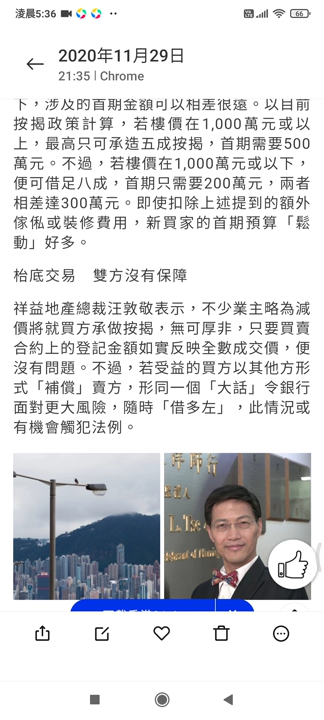 淩晨5:36
66
2020年11月29日
21:35 | Chrome
下，涉及的首期金額可以相差很遠。以目前
按揭政策計算，若樓價在1,000萬元或以
上，最高只可承造五成按揭，首期需要500
萬元。不過，若樓價在1,000萬元或以下，
便可借足八成，首期只需要200萬元，兩者
相差達300萬元。即使扣除上述提到的額外
傢俬或裝修費用，新買家的首期預算「鬆
動」好多。
枱底交易　雙方沒有保障
祥益地產總裁汪敦敬表示，不少業主略為減
價將就買方承做按揭，無可厚非，只要買賣
合約上的登記金額如實反映全數成交價，便
沒有問題。不過，若受益的買方以其他方形
式「補償」賣方，形同一個「大話」令銀行
面對更大風險，隨時「借多左」，此情況或
有機會觸犯法例。